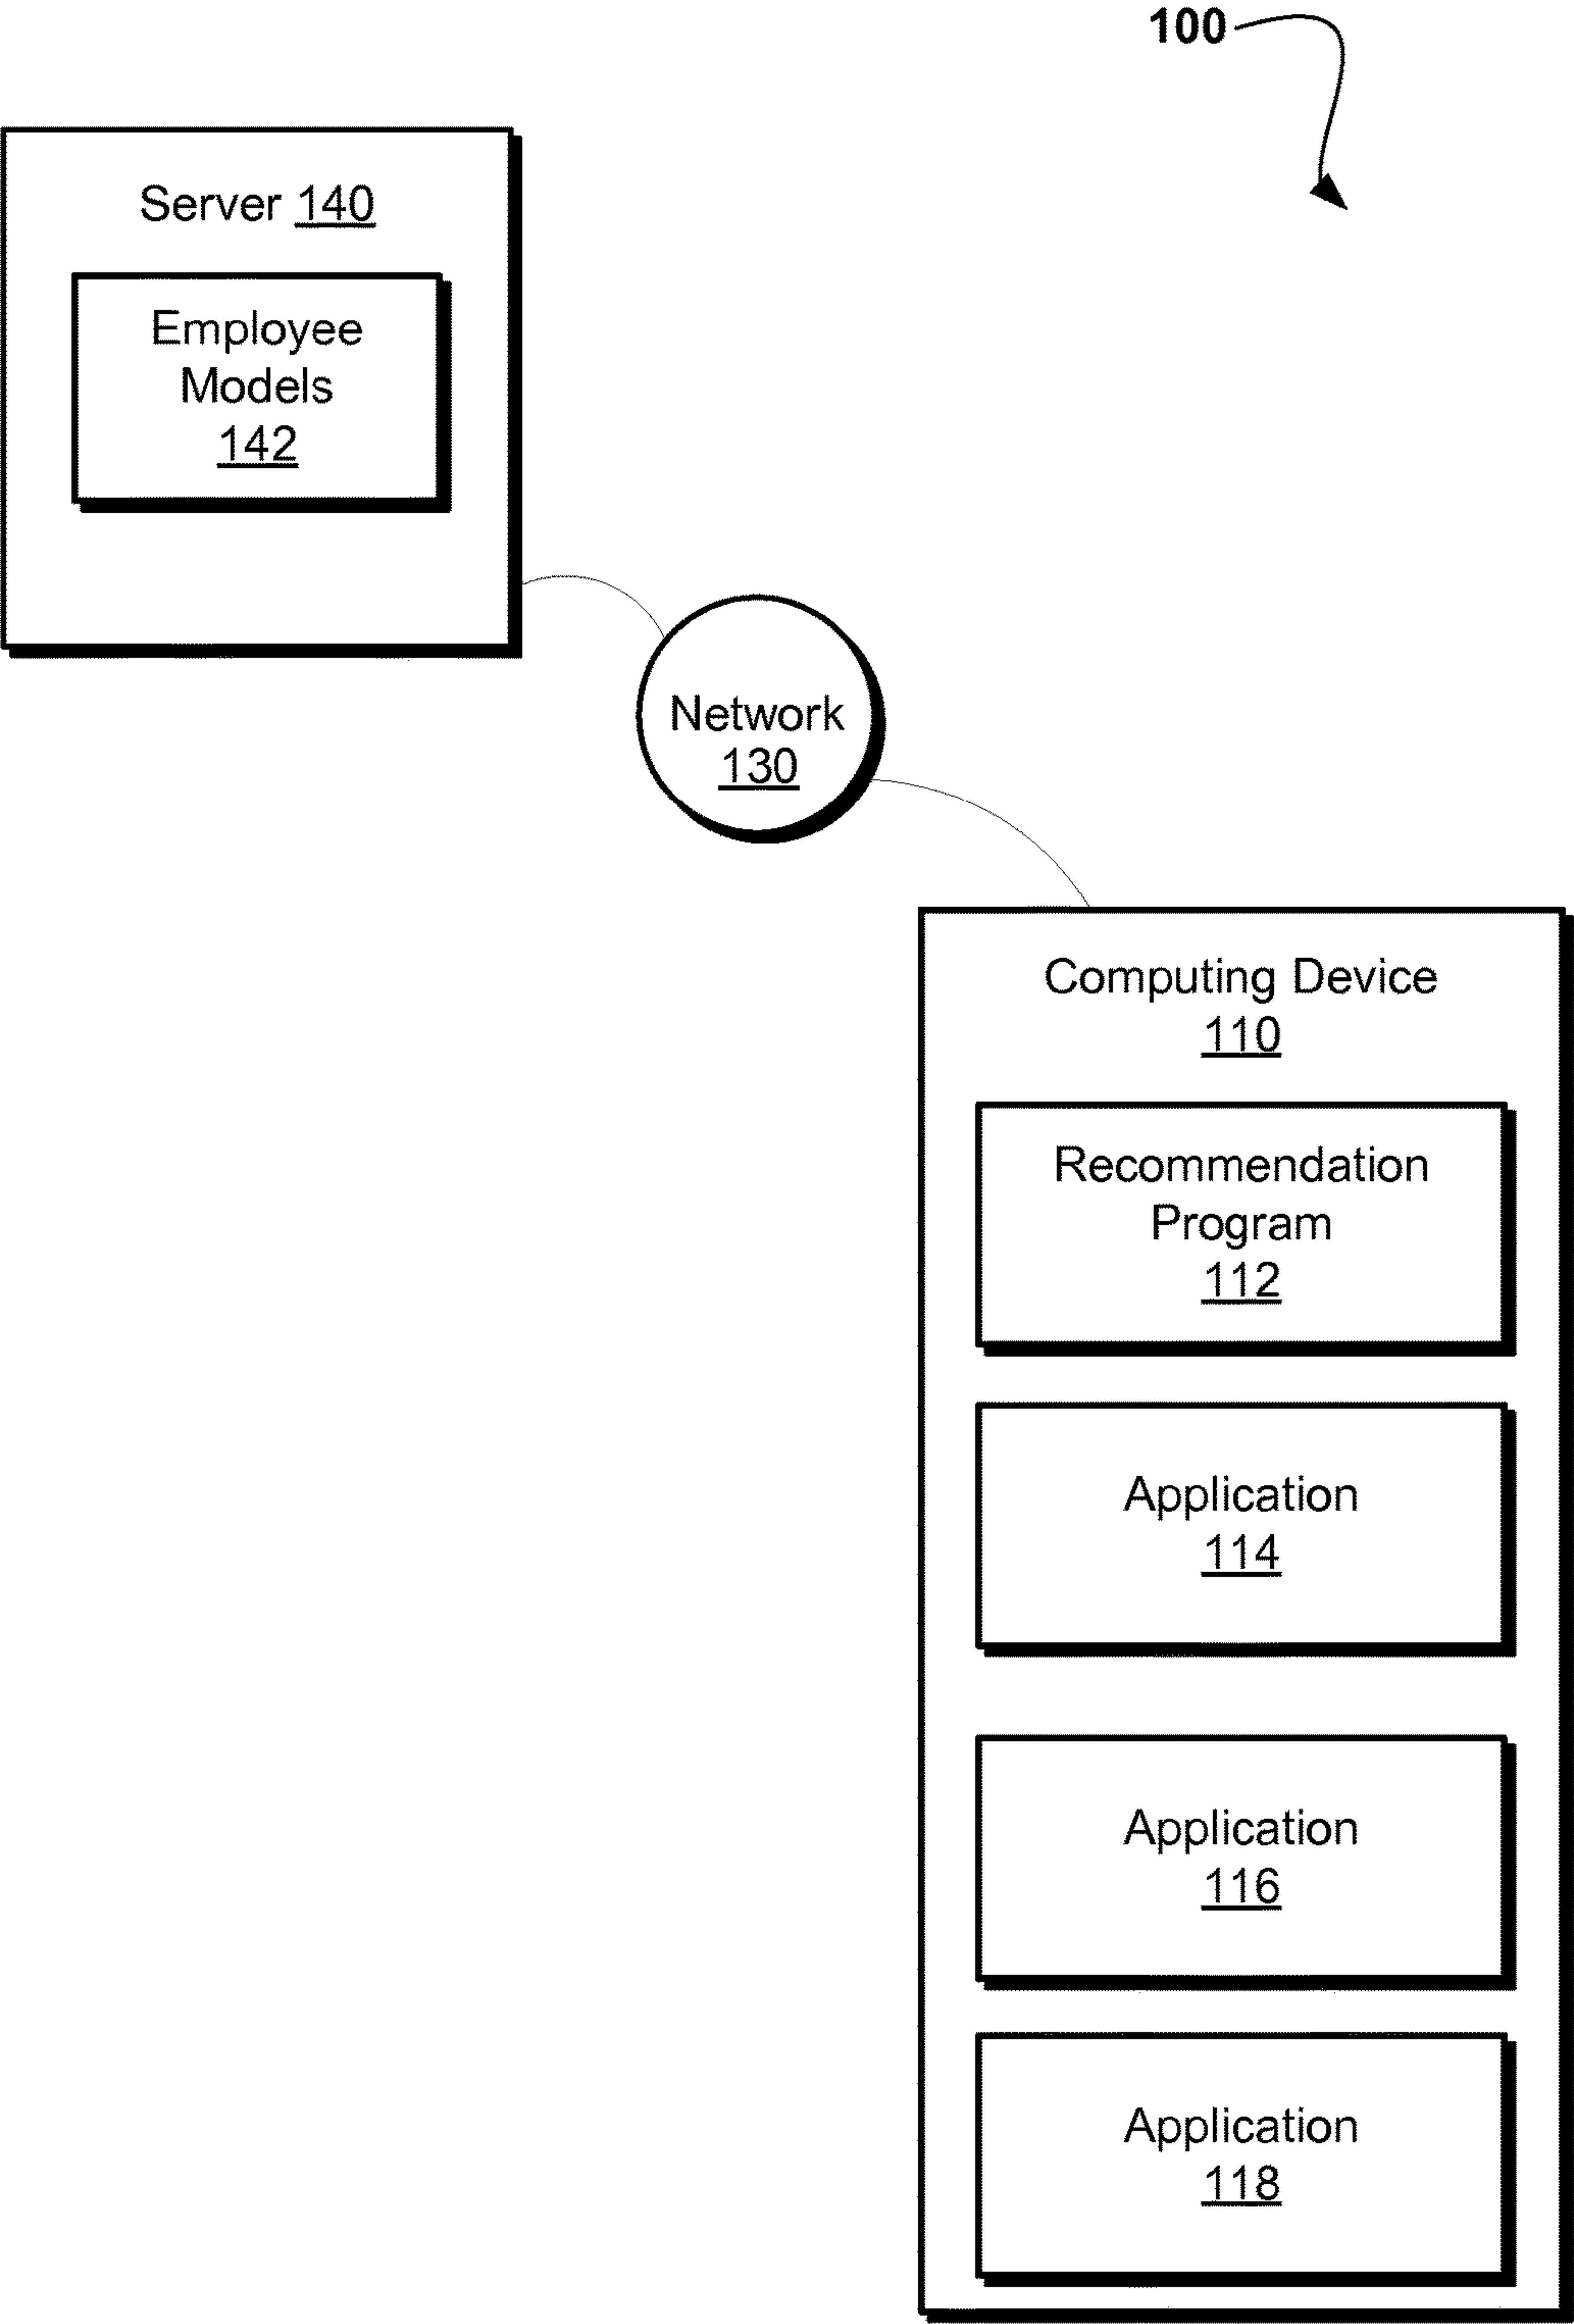 100
Server 140
Employee
Models
142
Network
130
Computing Device
110
Recommendation
Program
112
Application
114
Application
116
Application
118